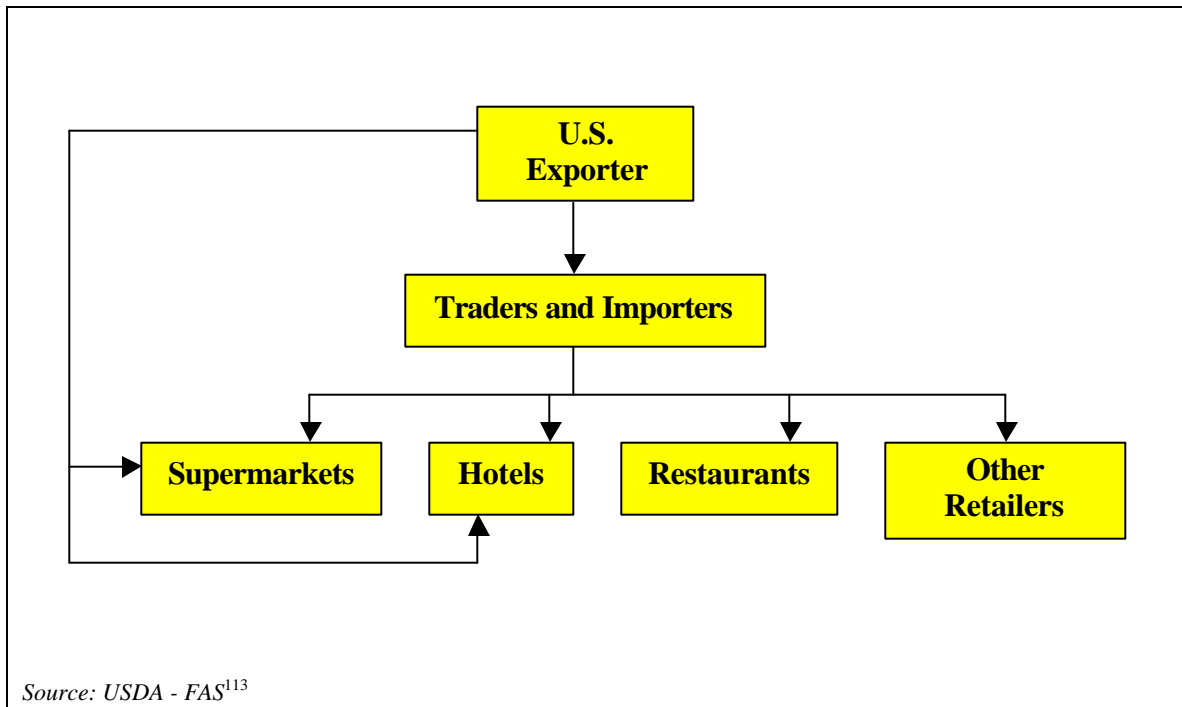 U.S.
Exporter
Traders and Importers
Supermarkets
Hotels
Restaurants
Other
Retailers
Source: USDA - FAS113